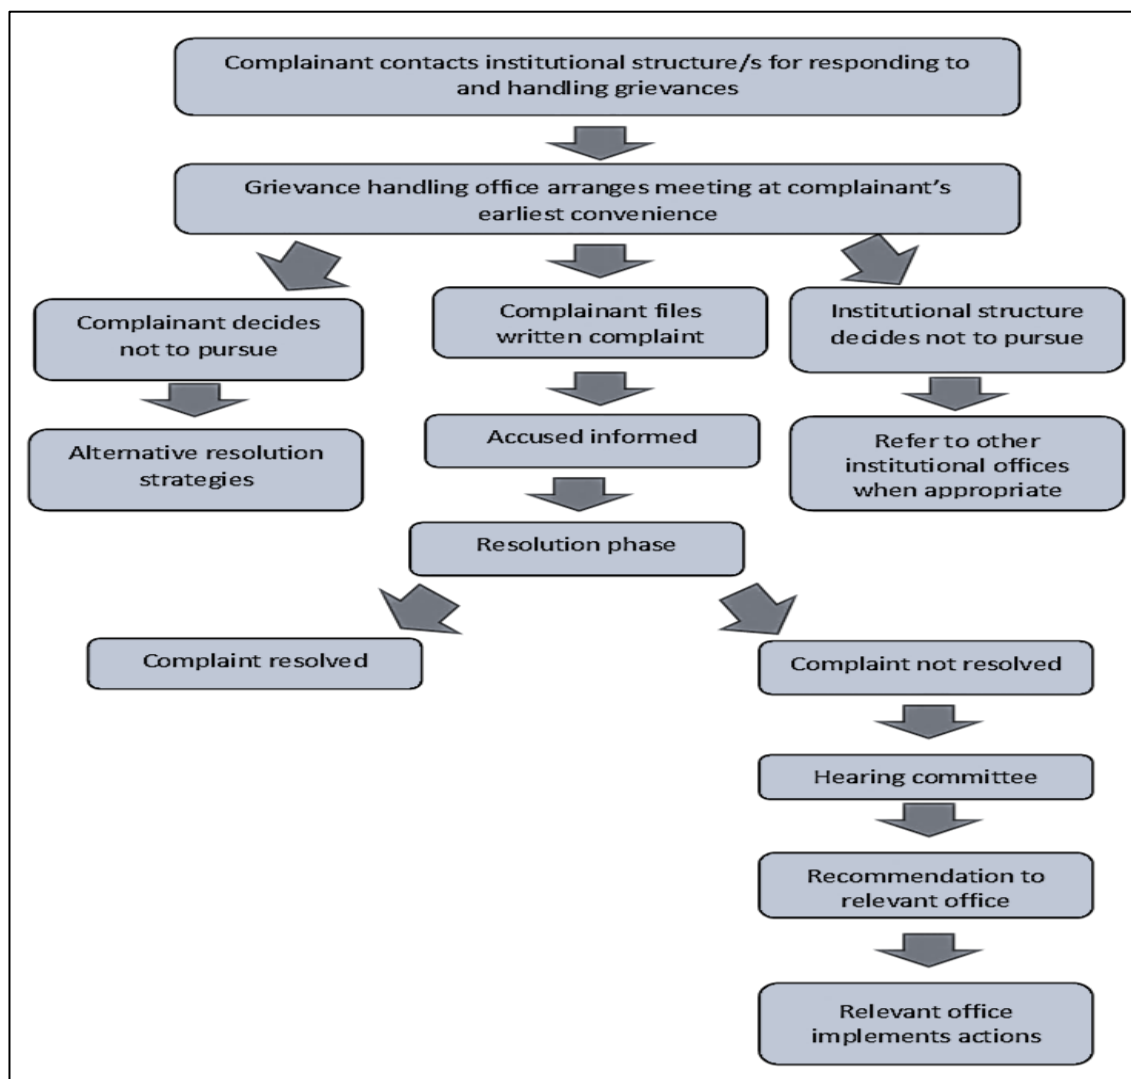 Complainant contacts institutional structure/s for responding to
and handling grievances
Grievance handling office arranges meeting at complainant's
earliest convenience
Complainant decides
not to pursue
Complainant files
written complaint
Institutional structure
decides not to pursue
Alternative resolution
strategies
Accused informed
Refer to other
institutional offices
when appropriate
Resolution phase
Complaint resolved
Complaint not resolved
Hearing committee
Recommendation to
relevant office
Relevant office
implements actions